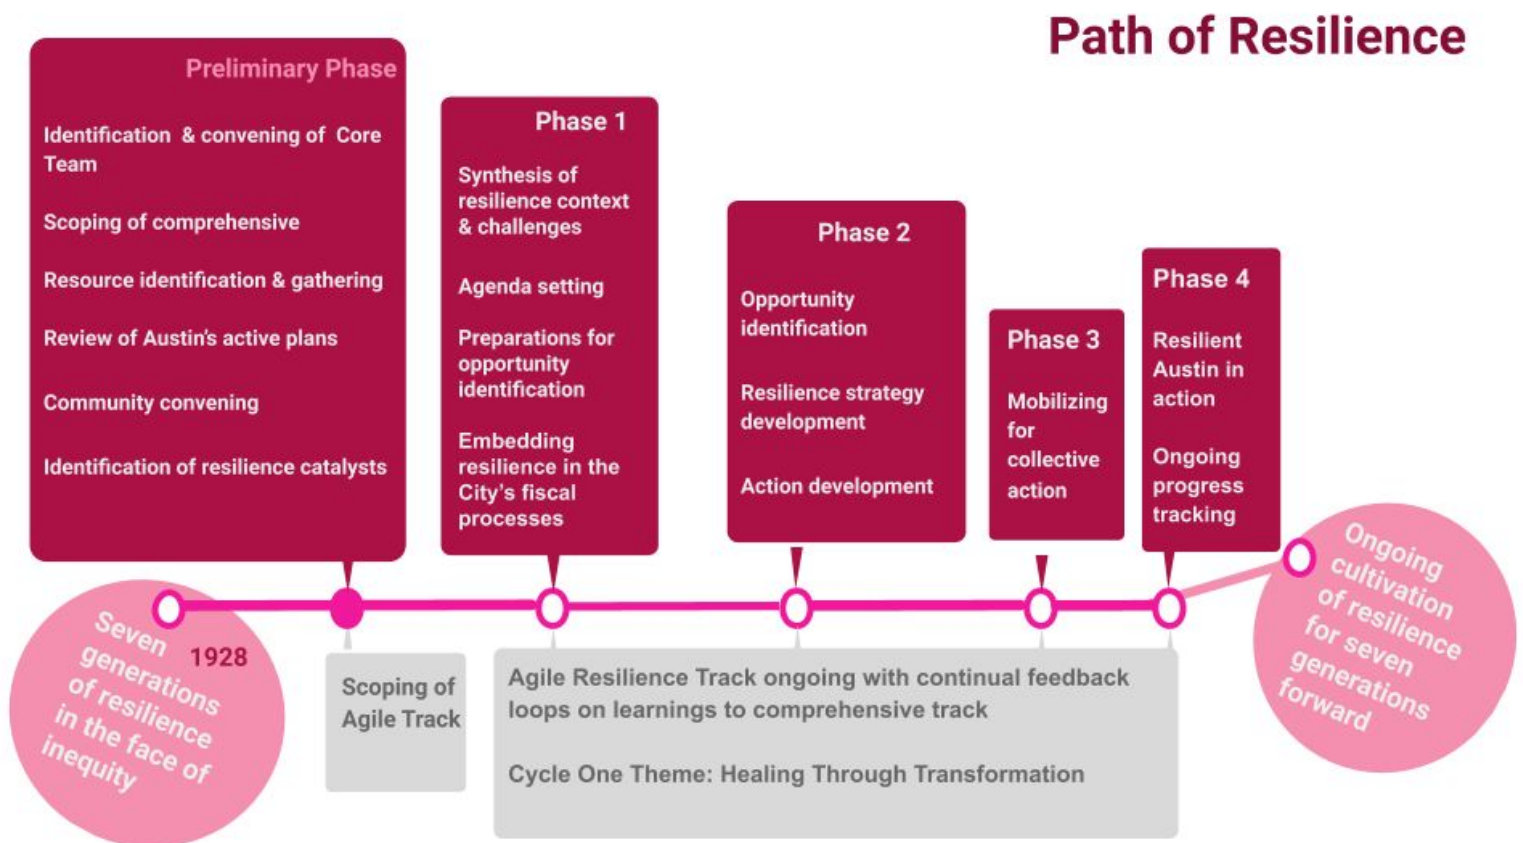 Path of Resilience
Preliminary Phase
Identification & convening of Core
Team
Scoping of comprehensive
Resource identification & gathering
Review of Austin's active plans
Community convening
Identification of resilience catalysts
Phase 1
Synthesis of
resilience context
& challenges
Agenda setting
Preparations for
opportunity
identification
Embedding
resilience in the
City's fiscal
processes
Phase 2
Opportunity
identification
Resilience strategy
development
Action development
Phase 3
Mobilizing
for
collective
action
Phase 4
Resilient
Austin in
action
Ongoing
progress
tracking
Seven
generations
of resilience
in the face of
inequity
1928
Scoping of
Agile Track
Agile Resilience Track ongoing with continual feedback
loops on learnings to comprehensive track
Cycle One Theme: Healing Through Transformation
Ongoing
cultivation
of resilience
for seven
generations
forward